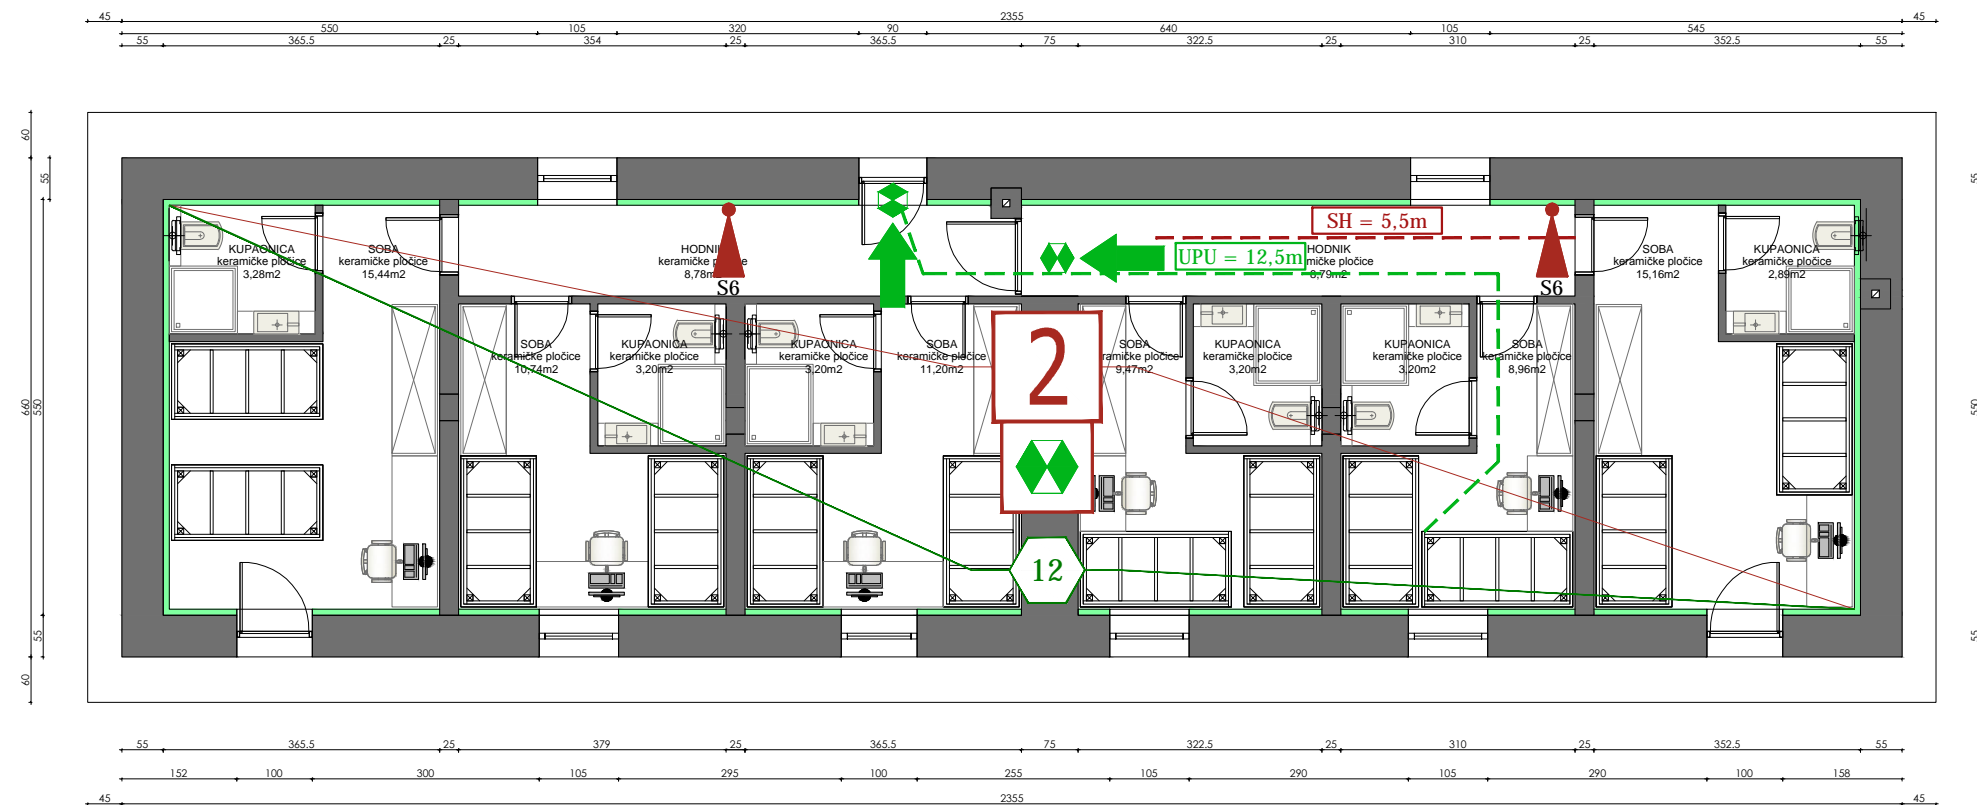 45
2355
45
550
105
320
90
640
105
545
55
365.5
25
354
25
365.5
75
322.5
25
310
25
352.5
55
60
55
55
SH = 5,5m
KUPAONICA
keramičke pločice
3,28m2
SOBA
keramičke pločice
15,44m2
HODNIK
8,78m
UPU = 12,5m
HODNIK
8,79m2
SOBA
keramičke pločice
15,16m2
KUPAONICA
keramičke pločice
2,89m2
S6
S6
SOBA
keramičke pločice
10,74m2
KUPAONICA
keramičke pločice
3,20m2
KUPAONICA
keramičke pločice
3,20m2
SOBA
keramičke pločice
11,20m2
2
SOBA
9,47m2
KUPAONICA
keramičke pločice
3,20m2
KUPAONICA
keramičke pločice
3,20m2
SOBA
keramičke pločice
8,96m2
660
550
550
12
55
55
60
55
365.5
25
379
25
365.5
75
322.5
25
310
25
352.5
55
152
100
300
105
295
100
255
105
290
105
290
100
158
45
2355
45